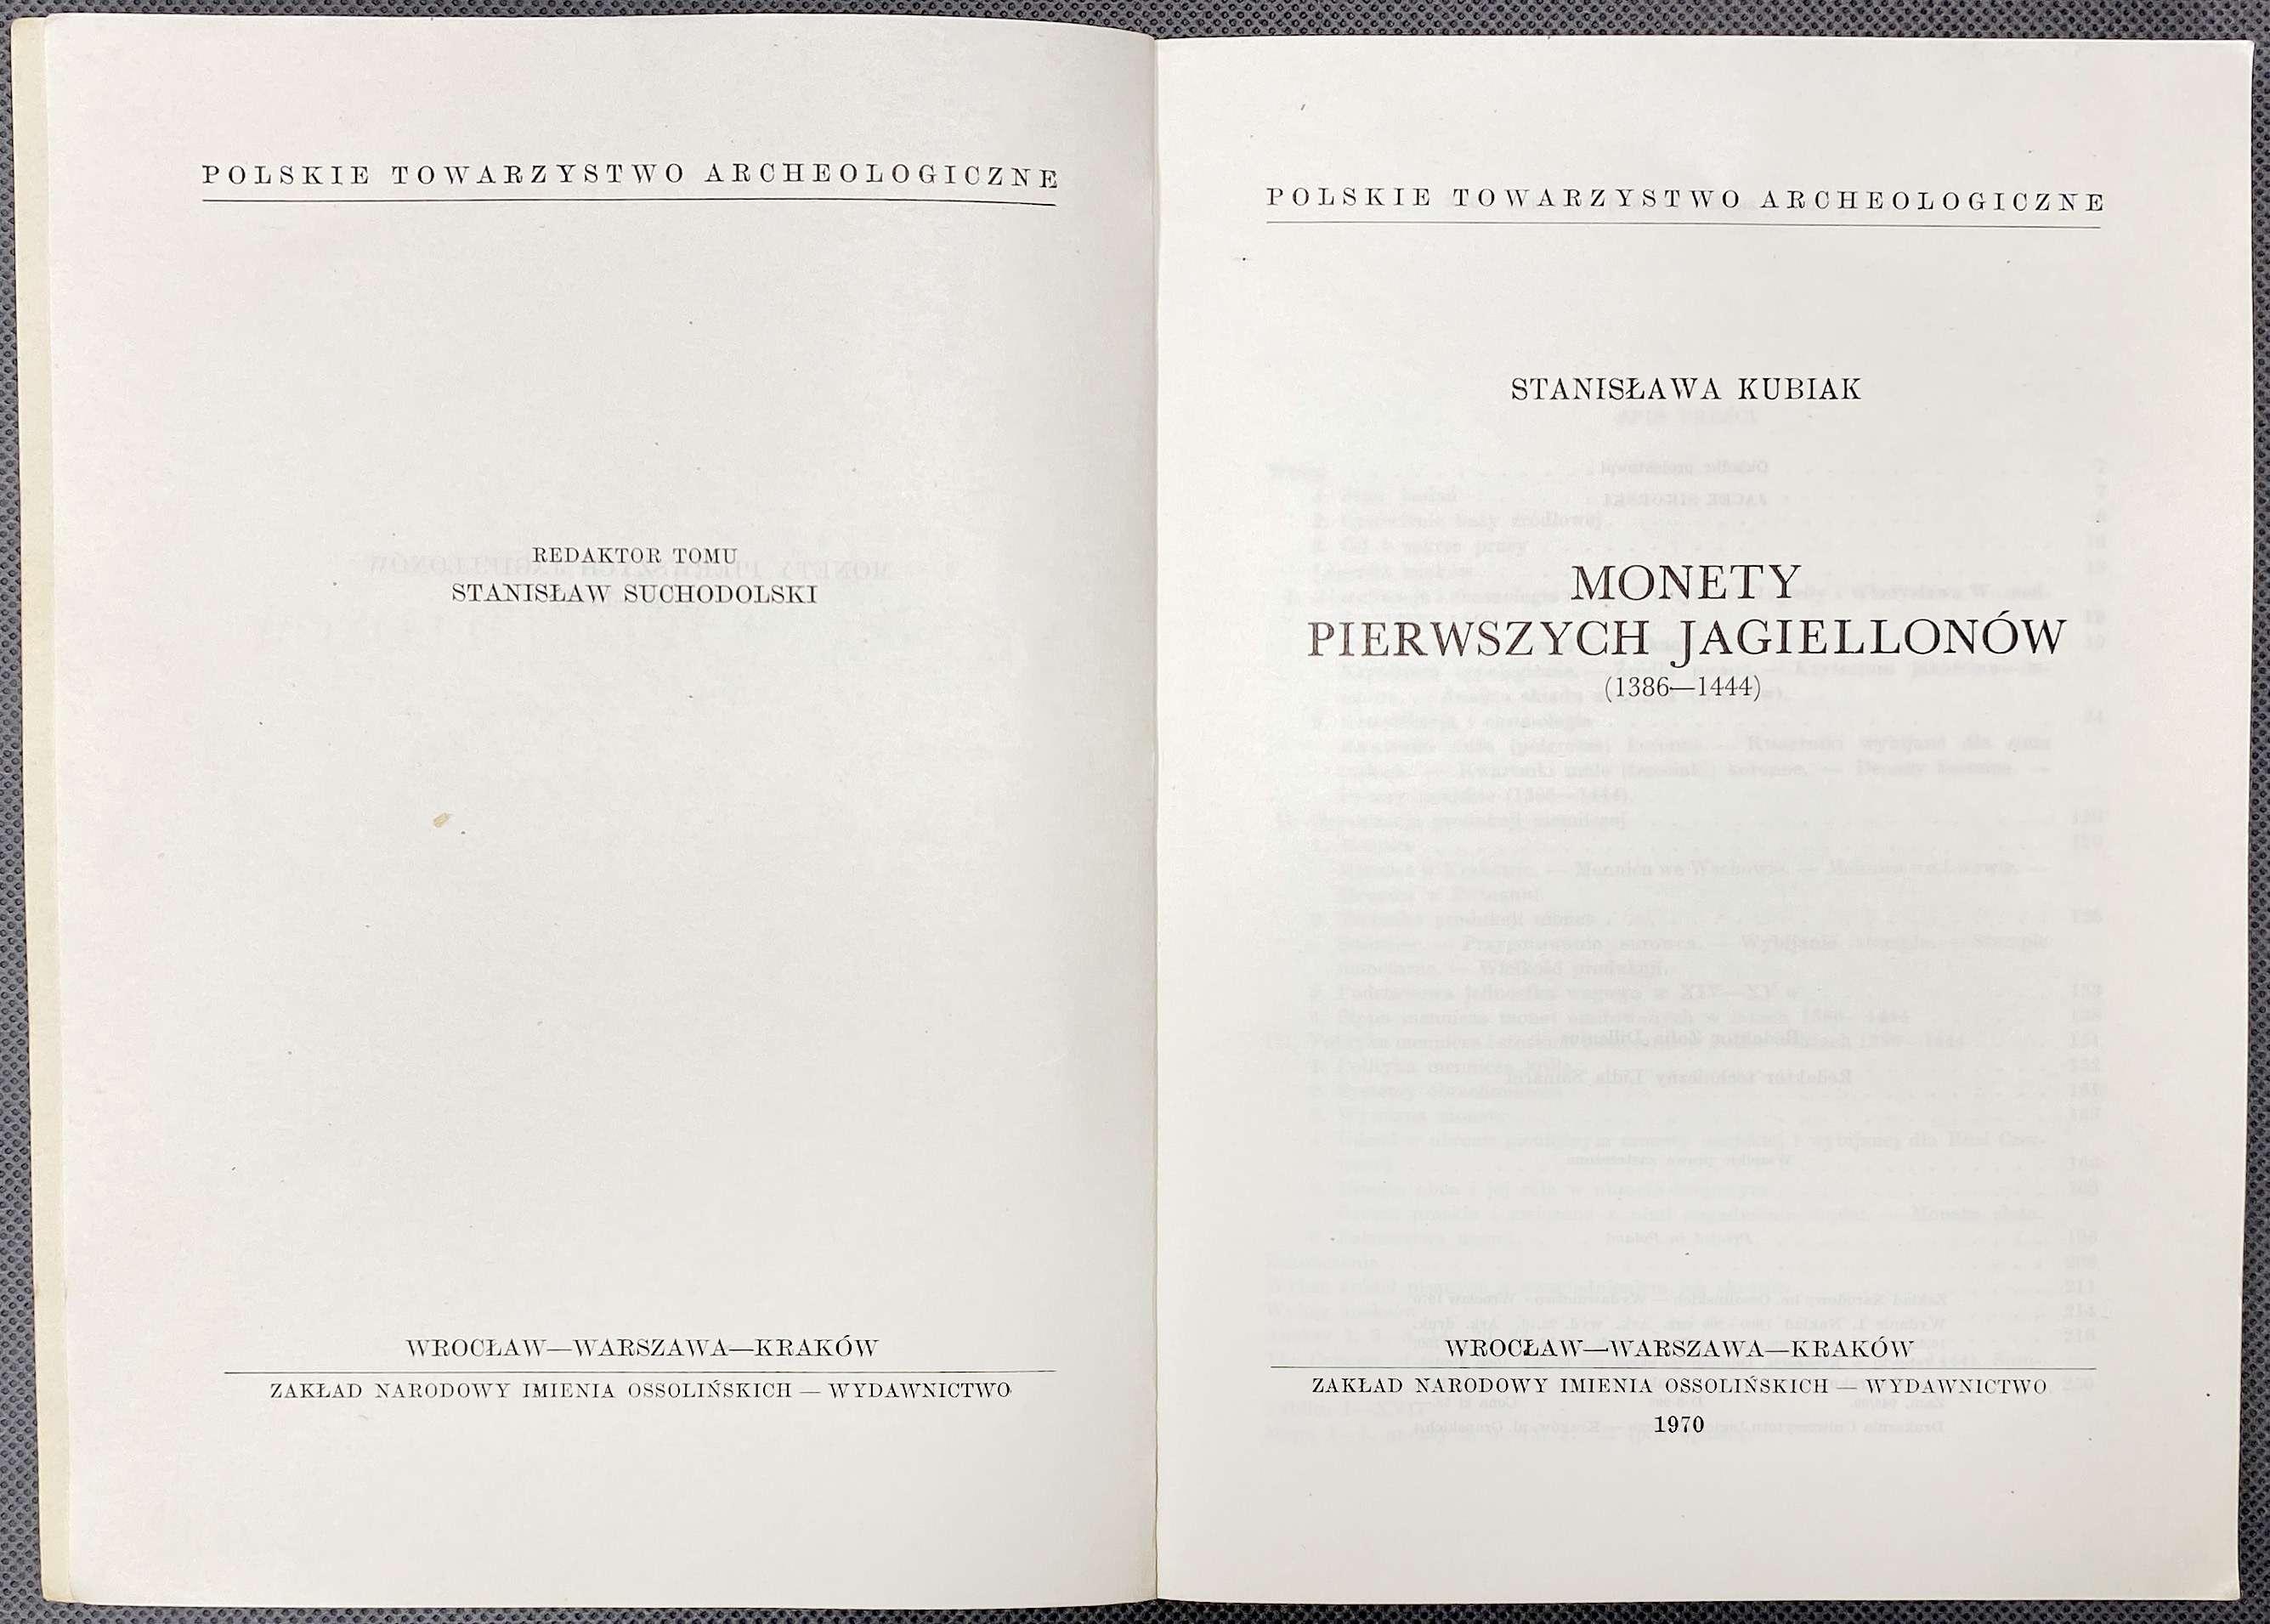 POLSKIE TOWARZYSTWO ARCHEOLOGICZNE
REDAKTOR TOMU
STANISŁAW SUCHODOLSKI
WROCŁAW—WARSZAWA—KRAKÓW
ZAKŁAD NARODOWY IMIENIA OSSOLIŃSKICH — WYDAWNICTWO
POLSKIE TOWARZYSTWO ARCHEOLOGICZNE
STANISŁAWA KUBIAK
MONETY
PIERWSZYCH JAGIELLONÓW
(1386—1444)
WROCŁAW—WARSZAWA—KRAKÓW
ZAKŁAD NARODOWY IMIENIA OSSOLIŃSKICH — WYDAWNICTWO
1970